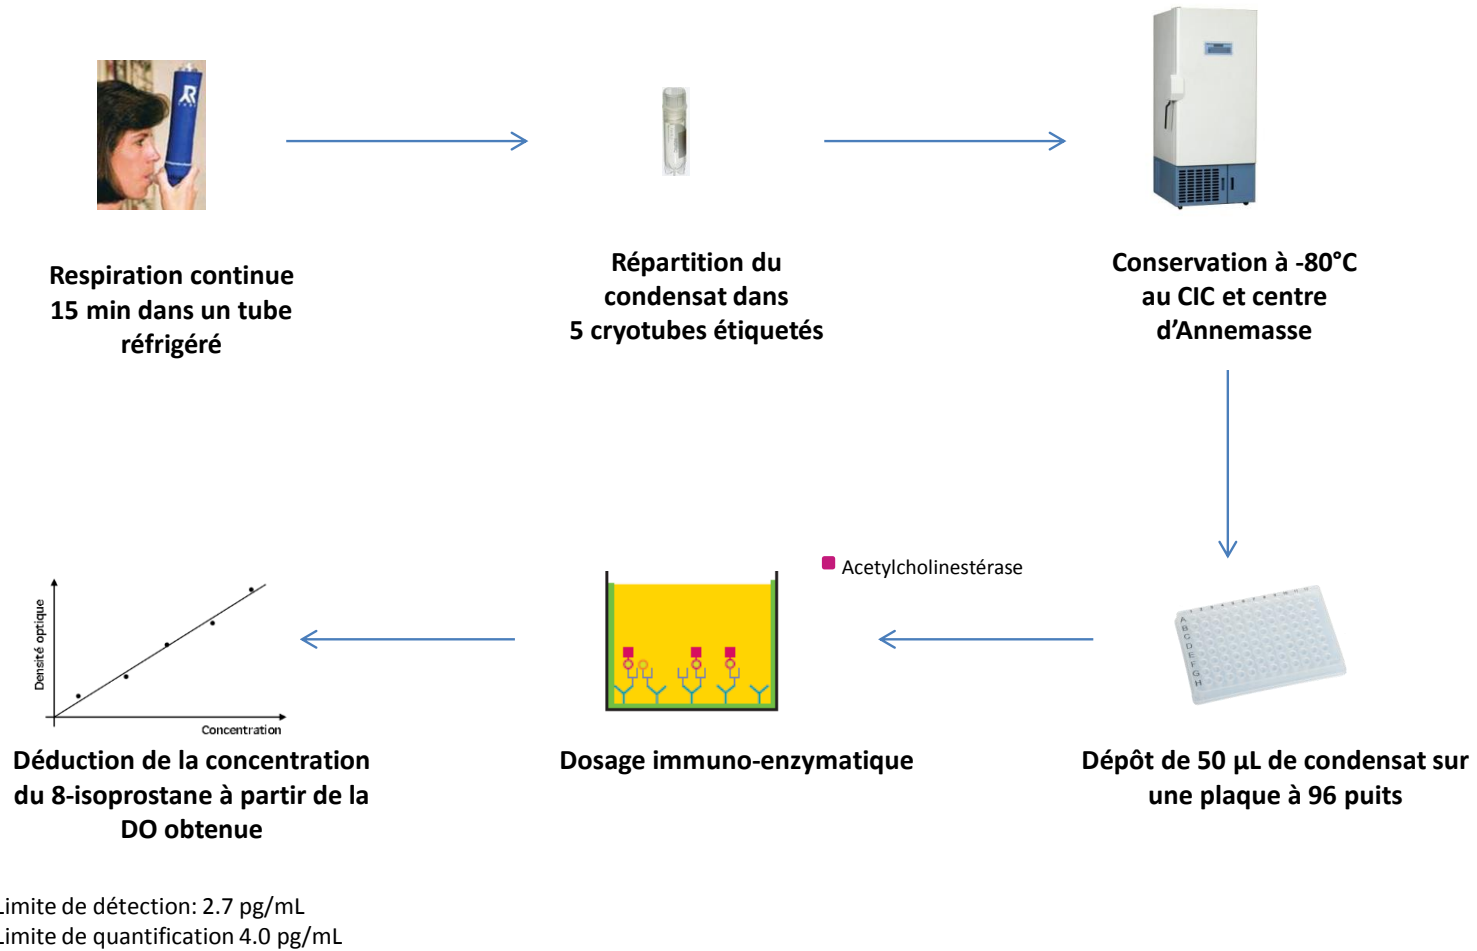 Respiration continue
15 min dans un tube
réfrigéré
Répartition du
condensat dans
5 cryotubes étiquetés
Conservation à -80°C
au CIC et centre
d'Annemasse
Densité optique
Concentration
Acetylcholinestérase
A
B
C
D
E
F
G
H
Déduction de la concentration
du 8-isoprostane à partir de la
DO obtenue
Dosage immuno-enzymatique
Dépôt de 50 µL de condensat sur
une plaque à 96 puits
Limite de détection: 2.7 pg/mL
Limite de quantification 4.0 pg/mL